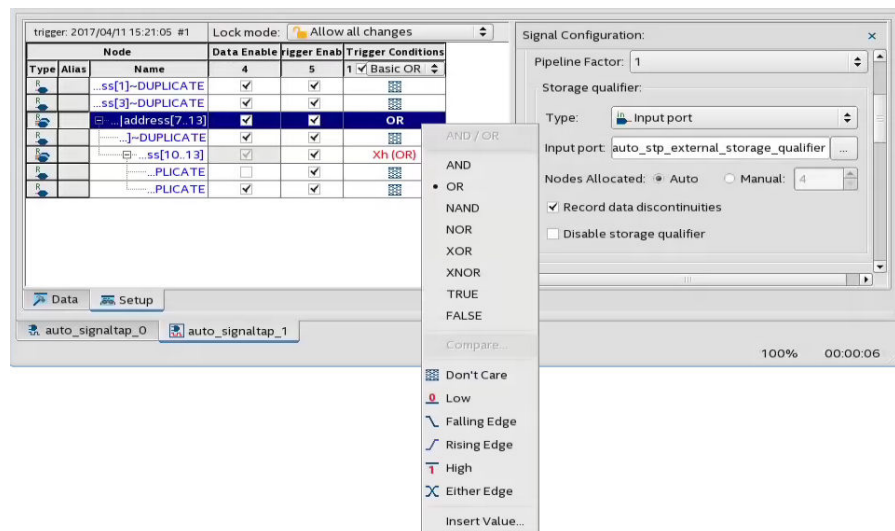 trigger: 2017/04/11 15:21:05 #1
Lock mode:
Allow all changes
Node
Data Enable
rigger Enab
Trigger Conditions
Type
Alias
Name
4
5
1
Basic OR
...ss[1]~DUPLICATE
...ss[3]~DUPLICATE
...|address[7..13]
OR
...]~DUPLICATE
...ss[10..13]
Xh (OR)
...PLICATE
...PLICATE
Data
Setup
auto_signaltap_0
auto_signaltap_1
AND / OR
AND
OR
NAND
NOR
XOR
XNOR
TRUE
FALSE
Compare...
Don't Care
0 Low
Falling Edge
Rising Edge
1 High
Either Edge
Insert Value...
Signal Configuration:
Pipeline Factor: 1
Storage qualifier:
Type:
Input port
Input port: auto_stp_external_storage_qualifier ...
Nodes Allocated: Auto Manual: 4
Record data discontinuities
Disable storage qualifier
100% 00:00:06